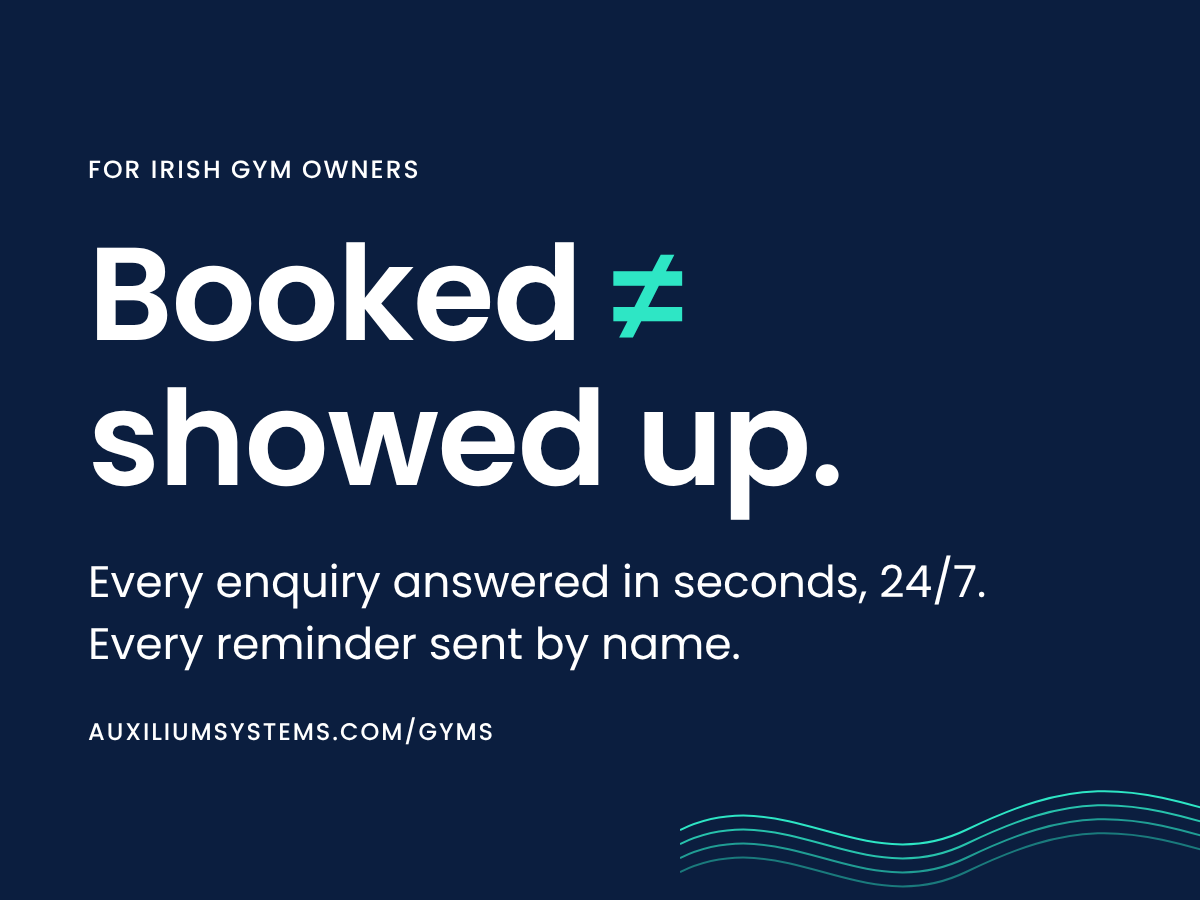 FOR IRISH GYM OWNERS
Booked ≠
showed up.
Every enquiry answered in seconds, 24/7.
Every reminder sent by name.
AUXILIUMSYSTEMS.COM/GYMS